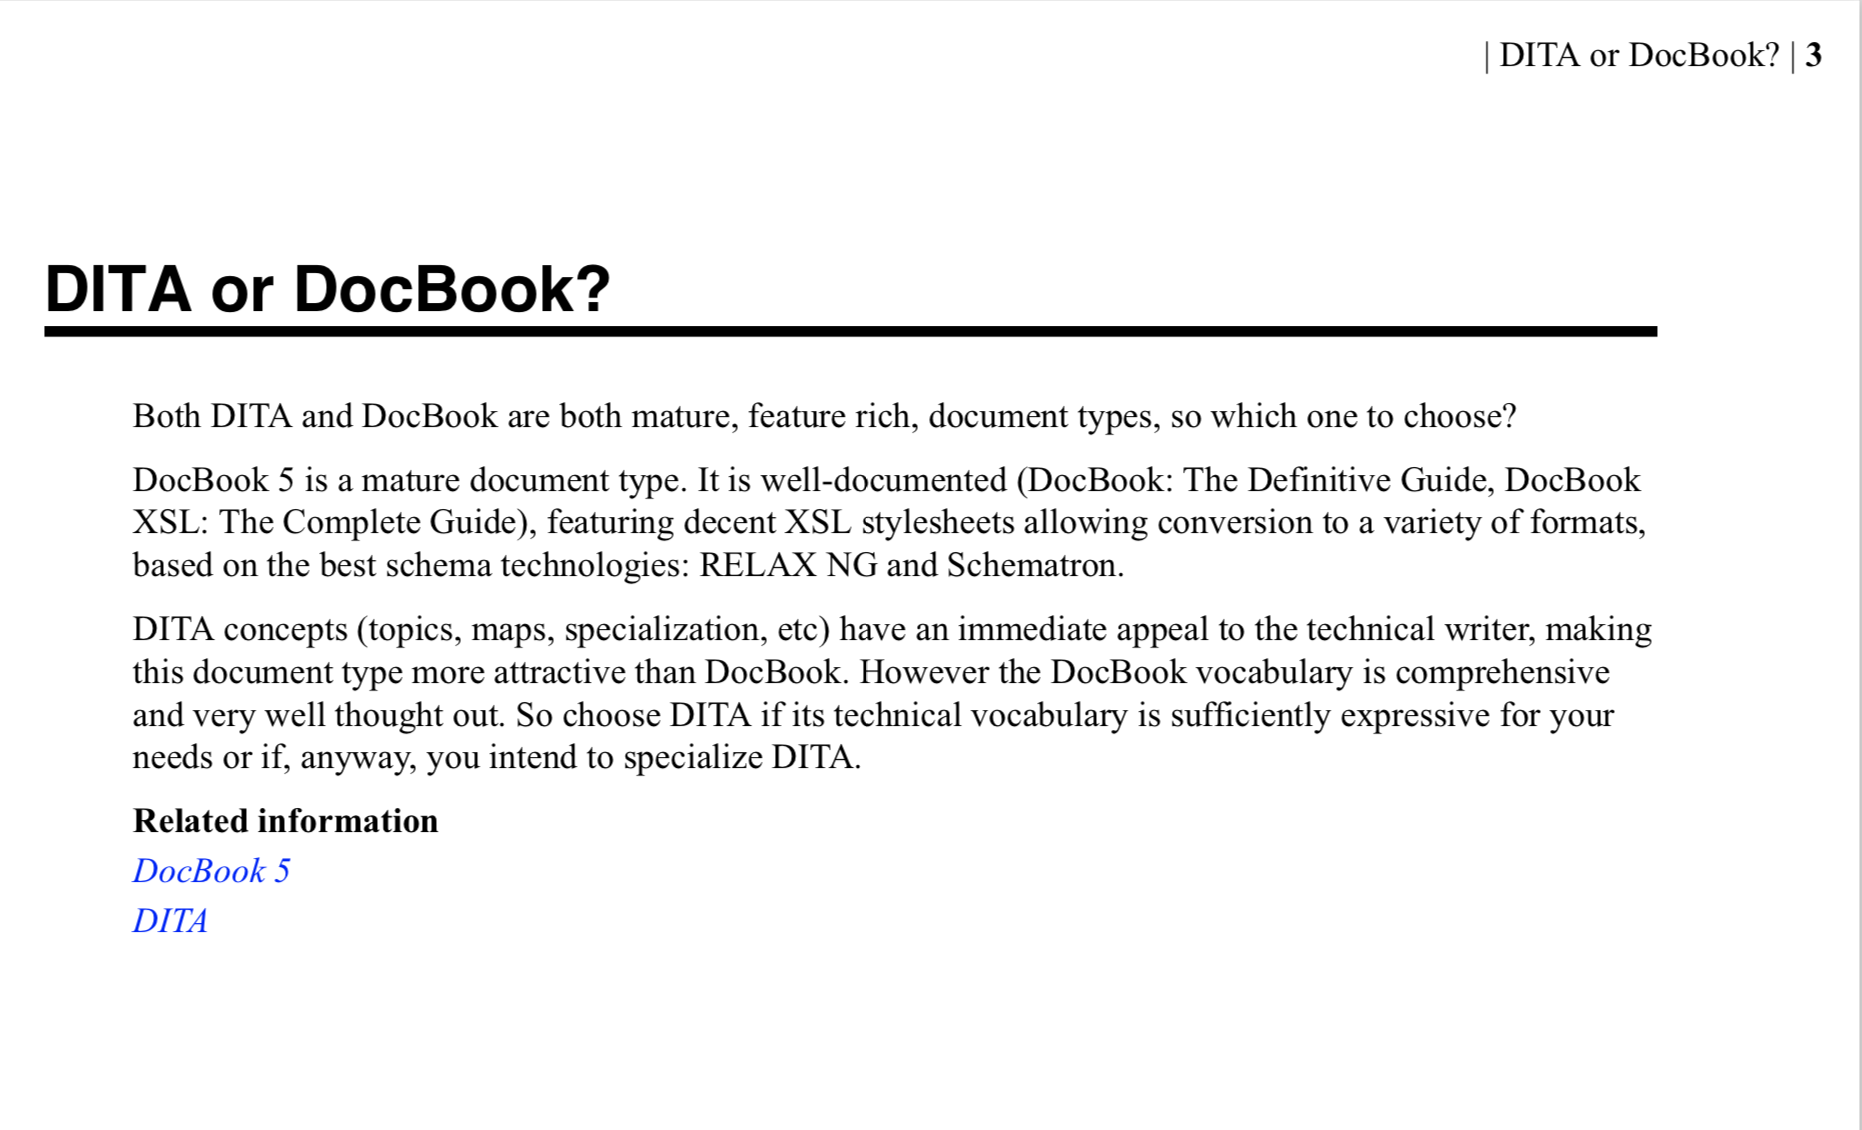 | DITA or DocBook? | 3
DITA or DocBook?
Both DITA and DocBook are both mature, feature rich, document types, so which one to choose?
DocBook 5 is a mature document type. It is well-documented (DocBook: The Definitive Guide, DocBook
XSL: The Complete Guide), featuring decent XSL stylesheets allowing conversion to a variety of formats,
based on the best schema technologies: RELAX NG and Schematron.
DITA concepts (topics, maps, specialization, etc) have an immediate appeal to the technical writer, making
this document type more attractive than DocBook. However the DocBook vocabulary is comprehensive
and very well thought out. So choose DITA if its technical vocabulary is sufficiently expressive for your
needs or if, anyway, you intend to specialize DITA.
Related information
DocBook 5
DITA